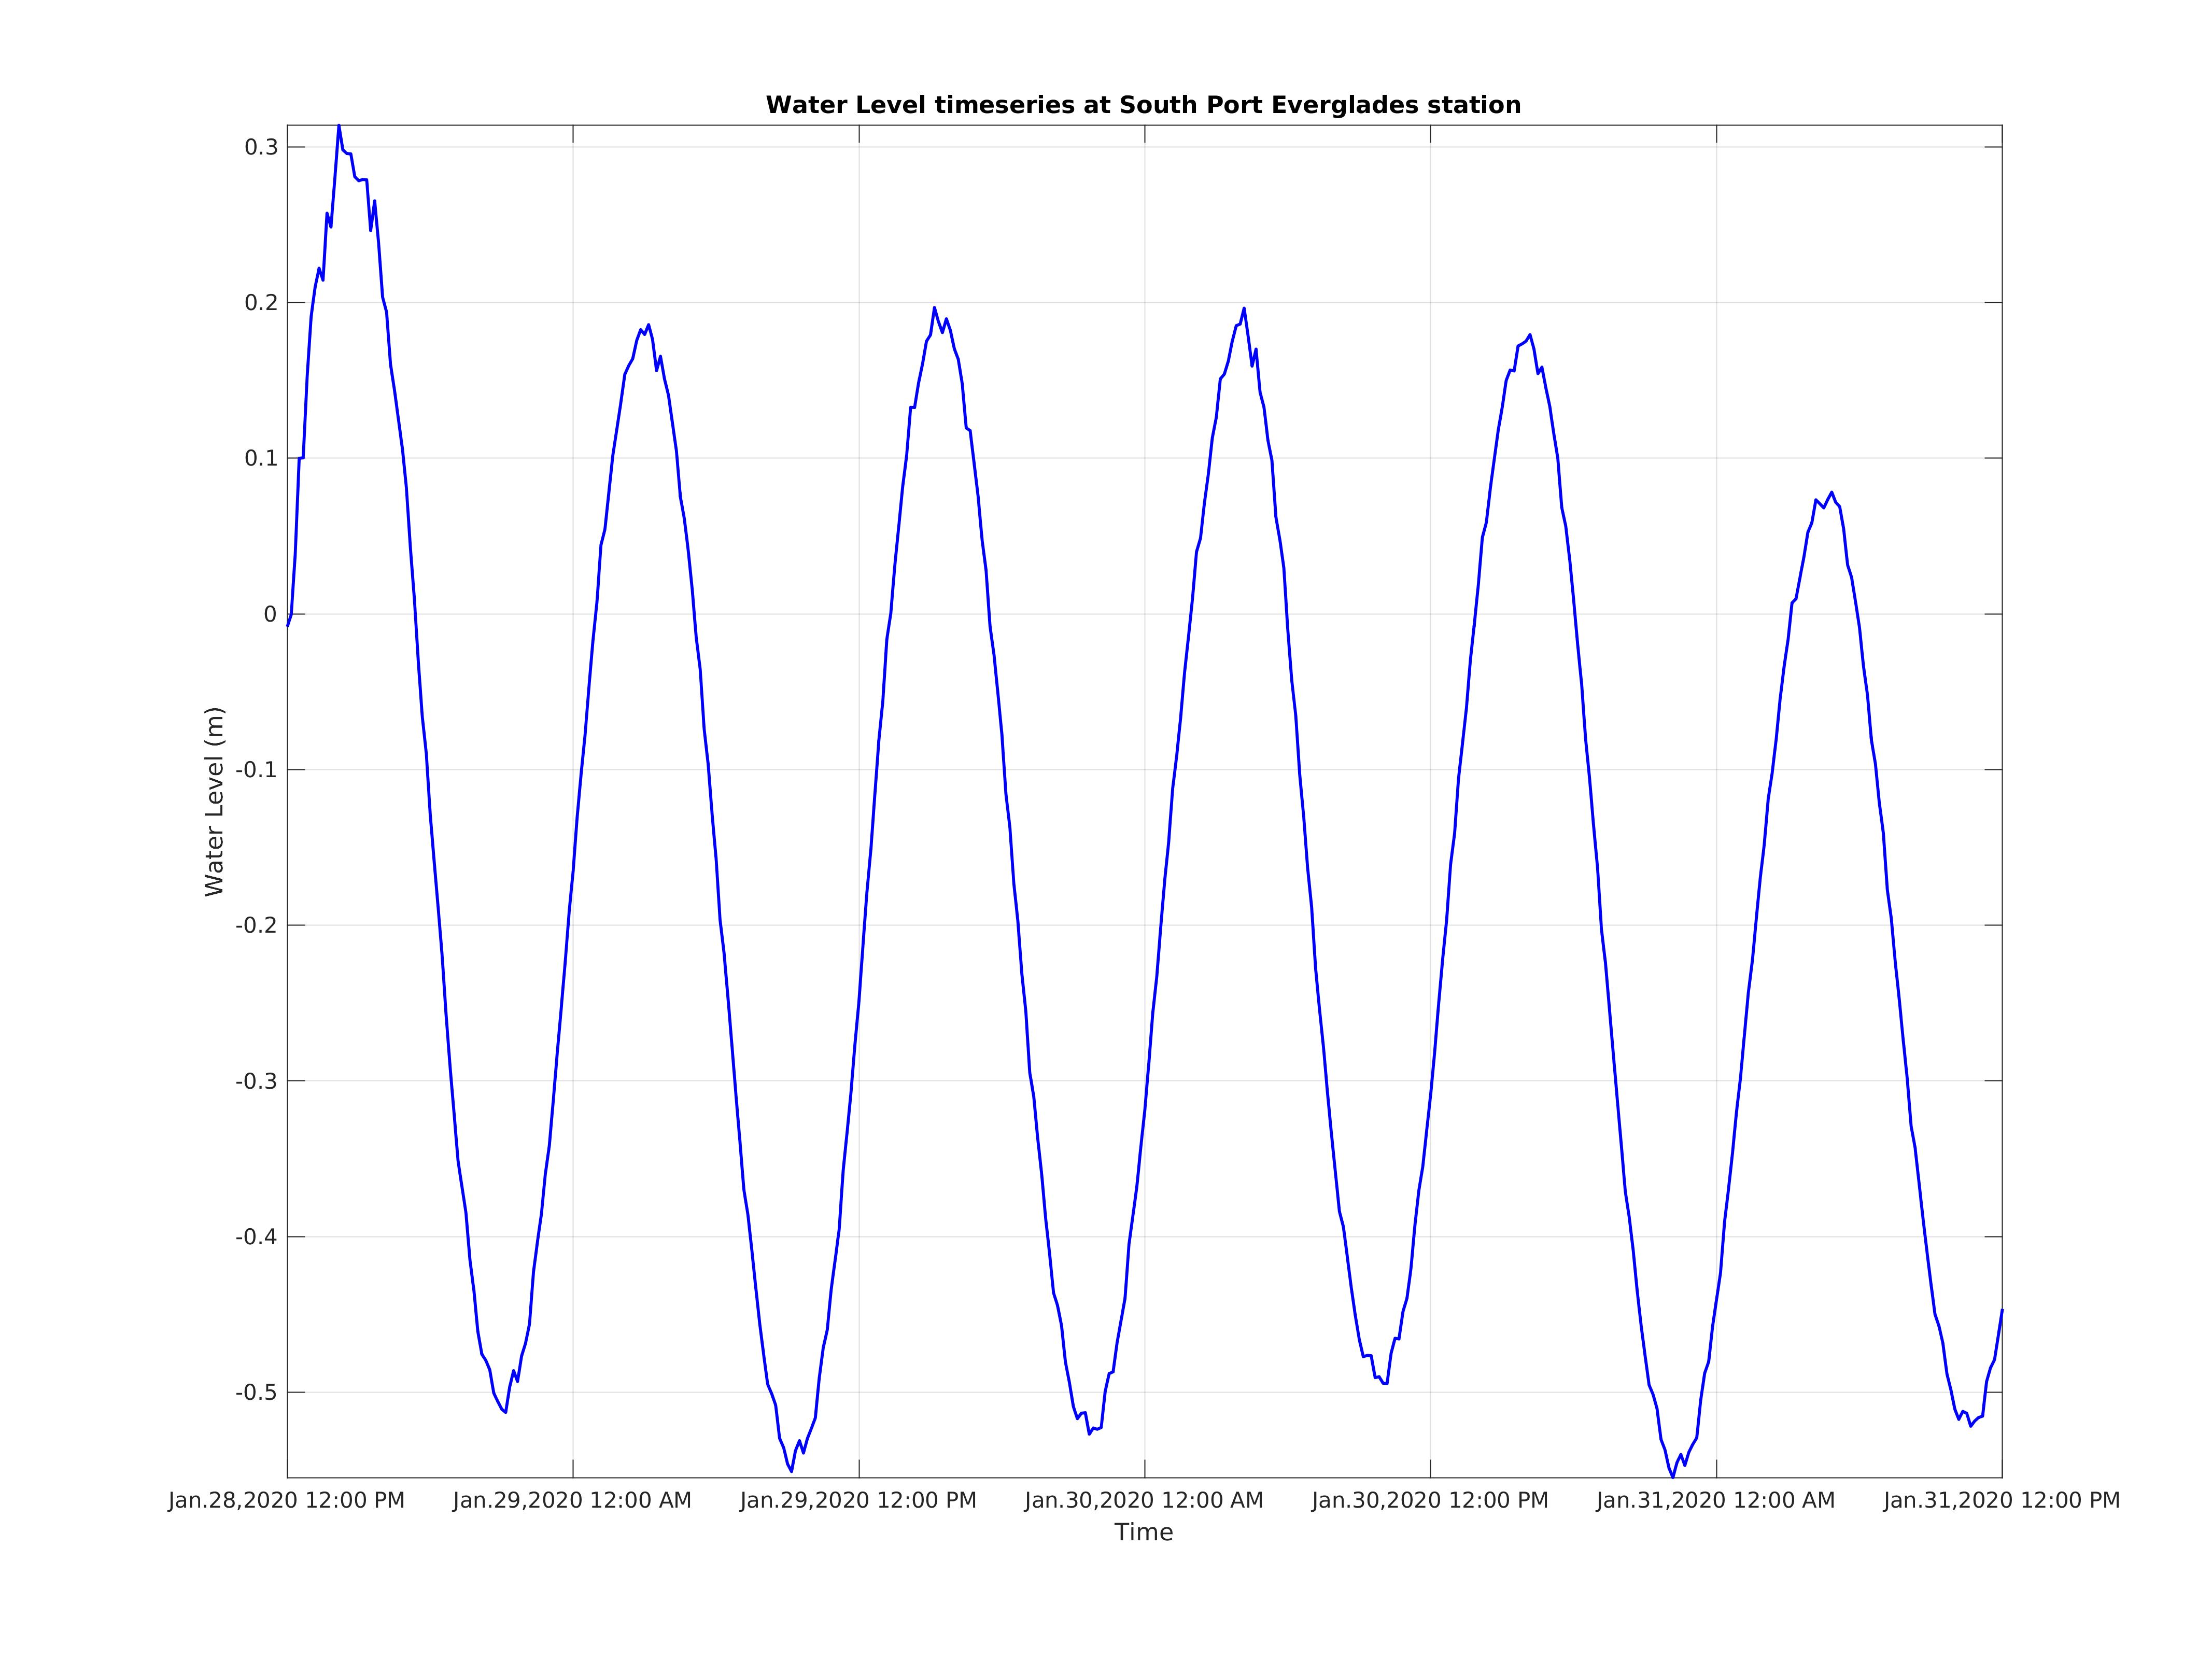 Water Level timeseries at South Port Everglades station
0.3
0.2
0.1
0
-0.1
-0.2
-0.3
-0.4
-0.5
Water Level (m)
Jan.28,2020 12:00 PM Jan.29,2020 12:00 AM Jan.29,2020 12:00 PM Jan.30,2020 12:00 AM Jan.30,2020 12:00 PM Jan.31,2020 12:00 AM Jan.31,2020 12:00 PM
Time